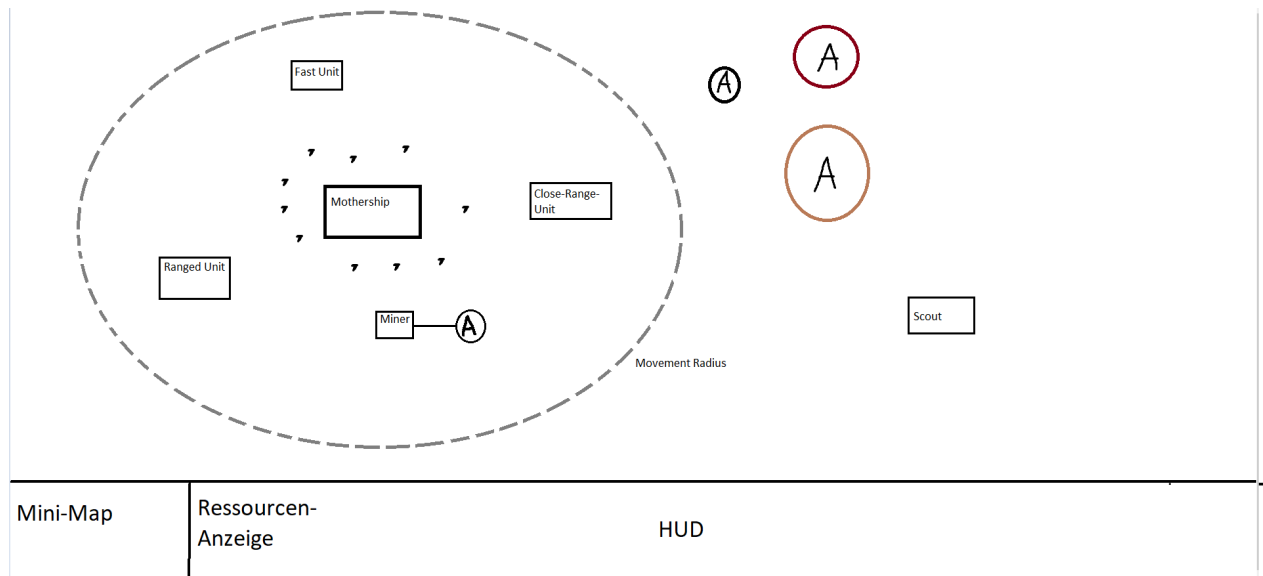 Fast Unit
A
A
A
Mothership
Close-Range-
Unit
Ranged Unit
Miner
A
Scout
Movement Radius
Mini-Map
Ressourcen-
Anzeige
HUD